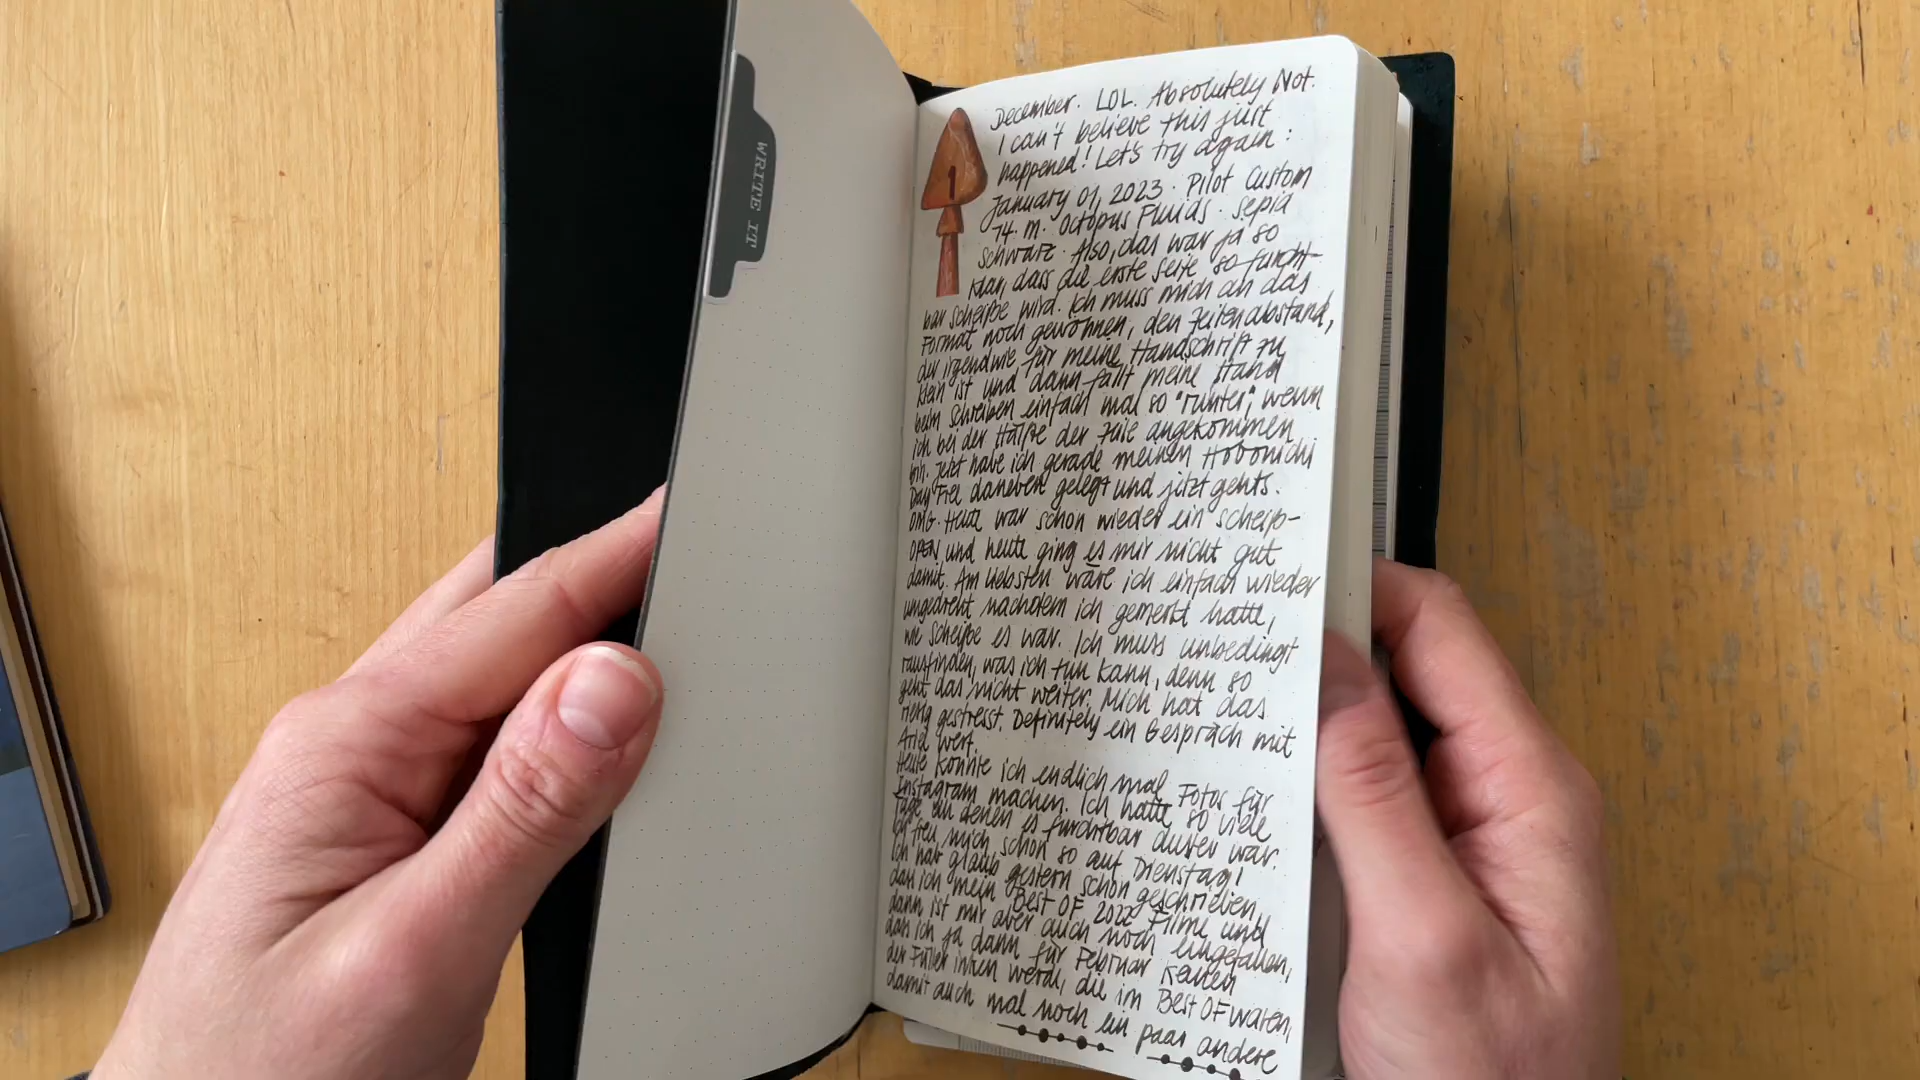 WRITE IT
1
December. LOL. Absolutely Not.
I can't believe this just
happened! Let's try again:
January 01, 2023. Pilot Custom
74. m. Octopus Fluids. Sepia
Schwarz. Also, das war ja so
klar, dass die erste Seite so furcht-
bar scheiße wird. Ich muss mich an das
Format noch gewöhnen, den Zeilenabstand,
der irgendwie für meine Handschrift zu
klein ist und dann fällt meine Hand
beim Schreiben einfach mal so "runter", wenn
ich bei der Hälfte der Zeile angekommen
bin. Jetzt habe ich gerade meinen Hobonichi
Day Free daneben gelegt und jetzt gehts.
OMG. Heute war schon wieder ein scheiß-
und heute ging es mir nicht gut
damit. Am liebsten wäre ich einfach wieder
umgedreht nachdem ich gemerkt hatte,
wie scheiße es war. Ich muss unbedingt
rausfinden, was ich tun kann, denn so
geht das nicht weiter. Mich hat das
richtig gestresst. Definitely ein Gespräch mit
Ariel wert.
Heute konnte ich endlich mal Fotos für
Instagram machen. Ich hatte so viele
Tage an denen es furchtbar duster war.
Ich freu mich schon so auf Dienstag!
Ich hab glaub gestern schon geschrieben,
dass ich mein Best OF 2022 Filme und
dann ist mir aber auch noch eingefallen,
dass ich ja dann für Februar keinen
der Füller inken werde, die im Best OF waren,
damit auch mal noch ein paar andere